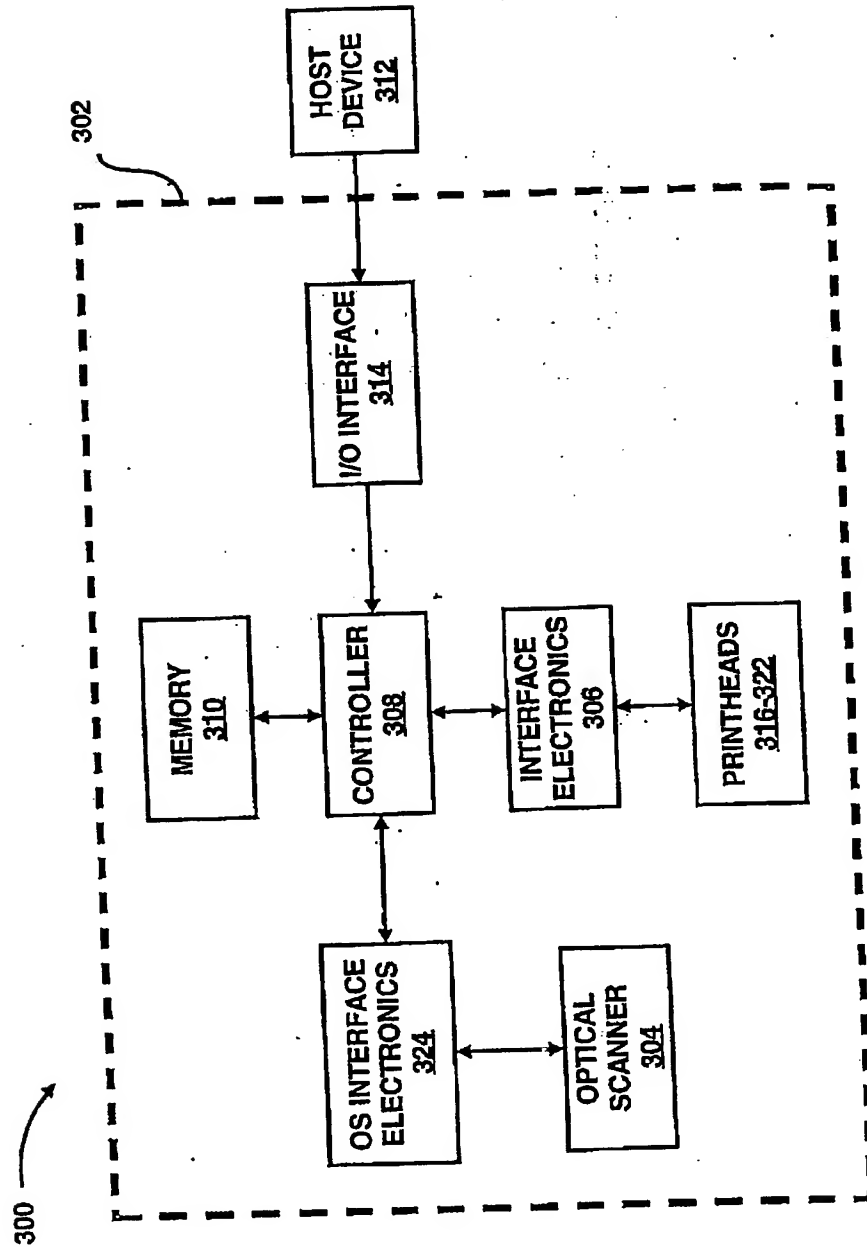 300
302
MEMORY
310
OS INTERFACE
ELECTRONICS
324
CONTROLLER
308
I/O INTERFACE
314
HOST
DEVICE
312
OPTICAL
SCANNER
304
INTERFACE
ELECTRONICS
306
PRINTHEADS
316-322